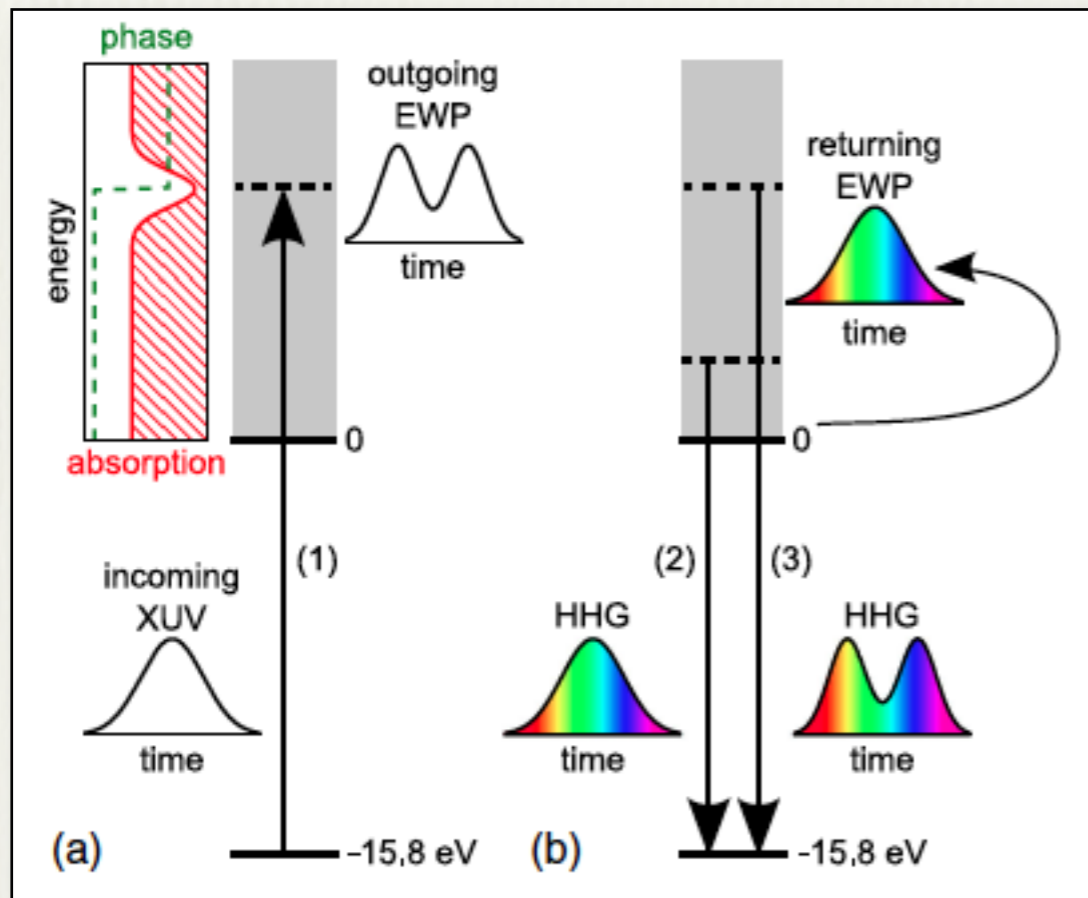 phase
outgoing
EWP
time
energy
absorption
0
incoming
XUV
time
(1)
(a)
-15,8 eV
returning
EWP
time
0
(2)
(3)
HHG
time
HHG
time
(b)
-15,8 eV